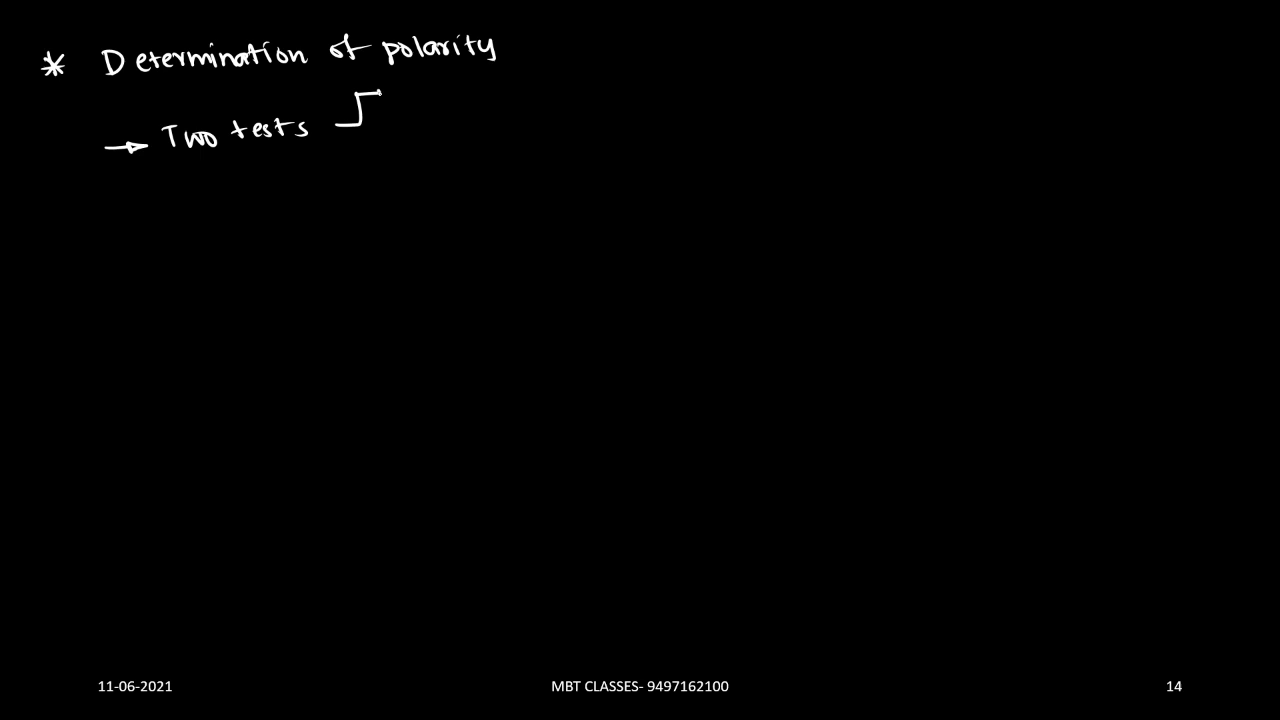 * Determination of polarity
→ Two tests
11-06-2021
MBT CLASSES- 9497162100
14